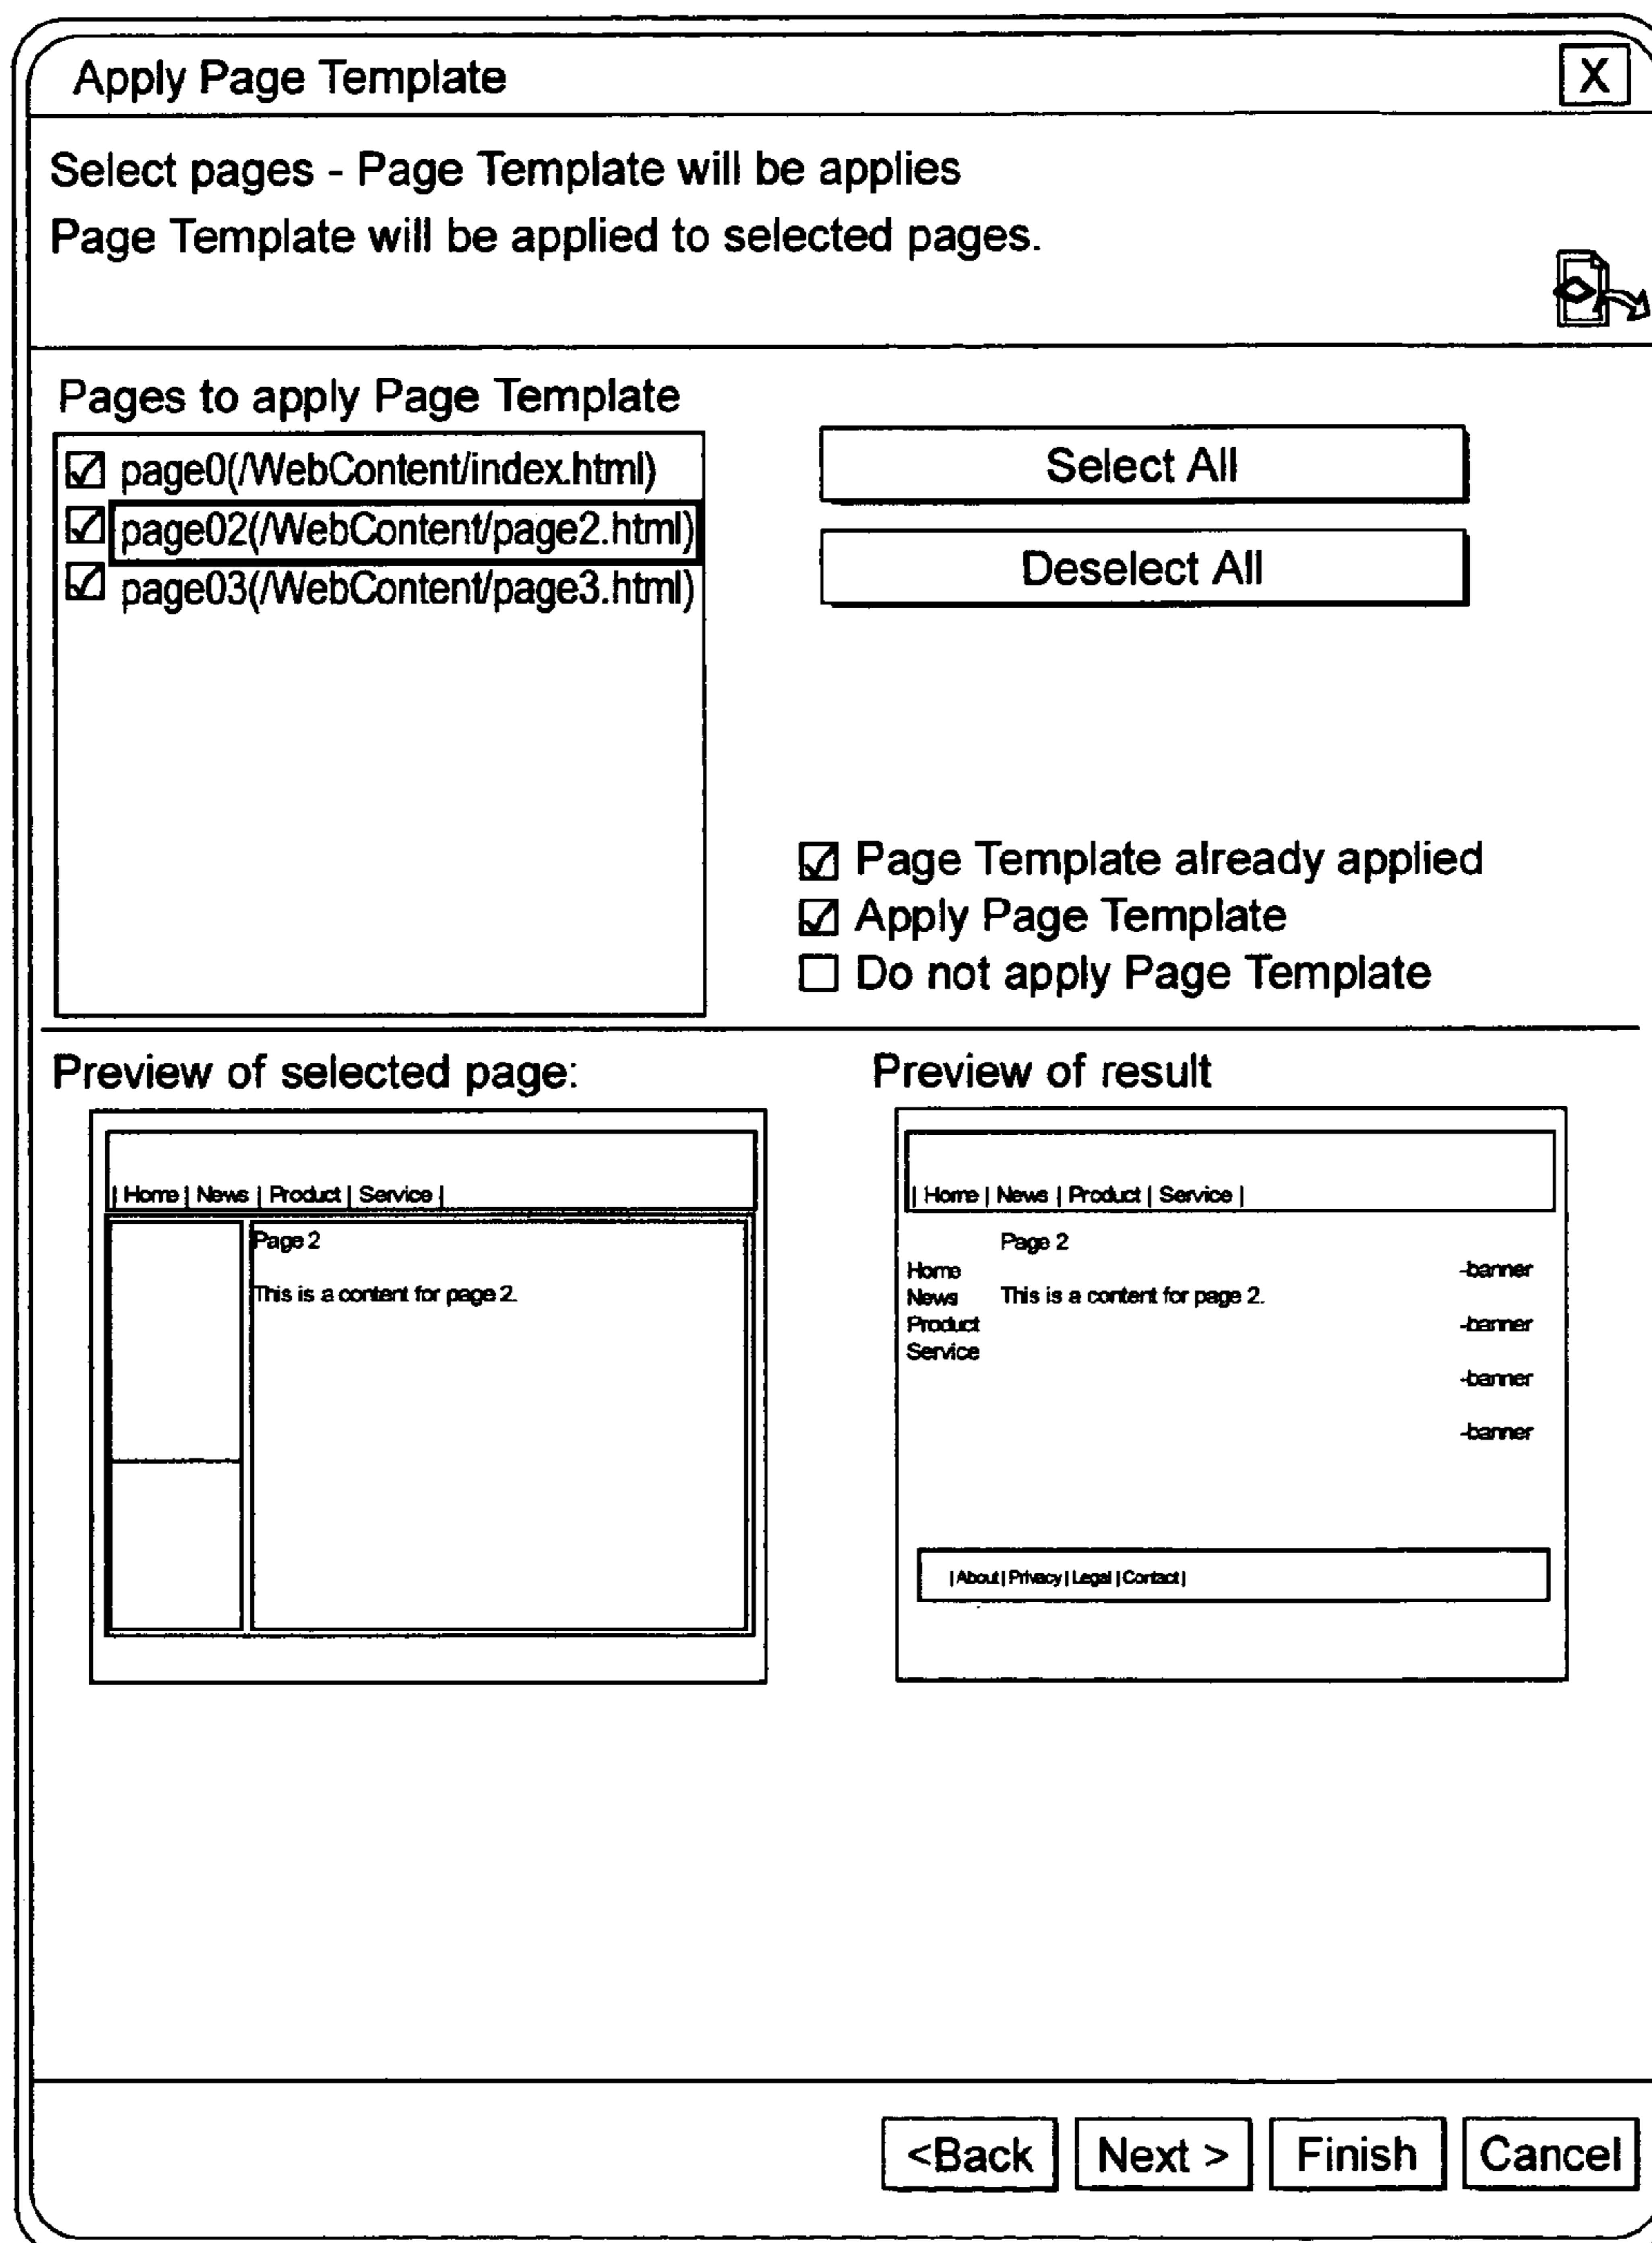 Apply Page Template
X
Select pages - Page Template will be applies
Page Template will be applied to selected pages.
Pages to apply Page Template
page0(/WebContent/index.html)
page02(/WebContent/page2.html)
page03(/WebContent/page3.html)
Select All
Deselect All
Page Template already applied
Apply Page Template
Do not apply Page Template
Preview of selected page:
| Home | News | Product | Service |
Page 2
This is a content for page 2.
Preview of result
| Home | News | Product | Service |
Page 2
Home
-banner
News
This is a content for page 2.
Product
-banner
Service
-banner
-banner
| About | Privacy | Legal | Contact |
<Back
Next >
Finish
Cancel